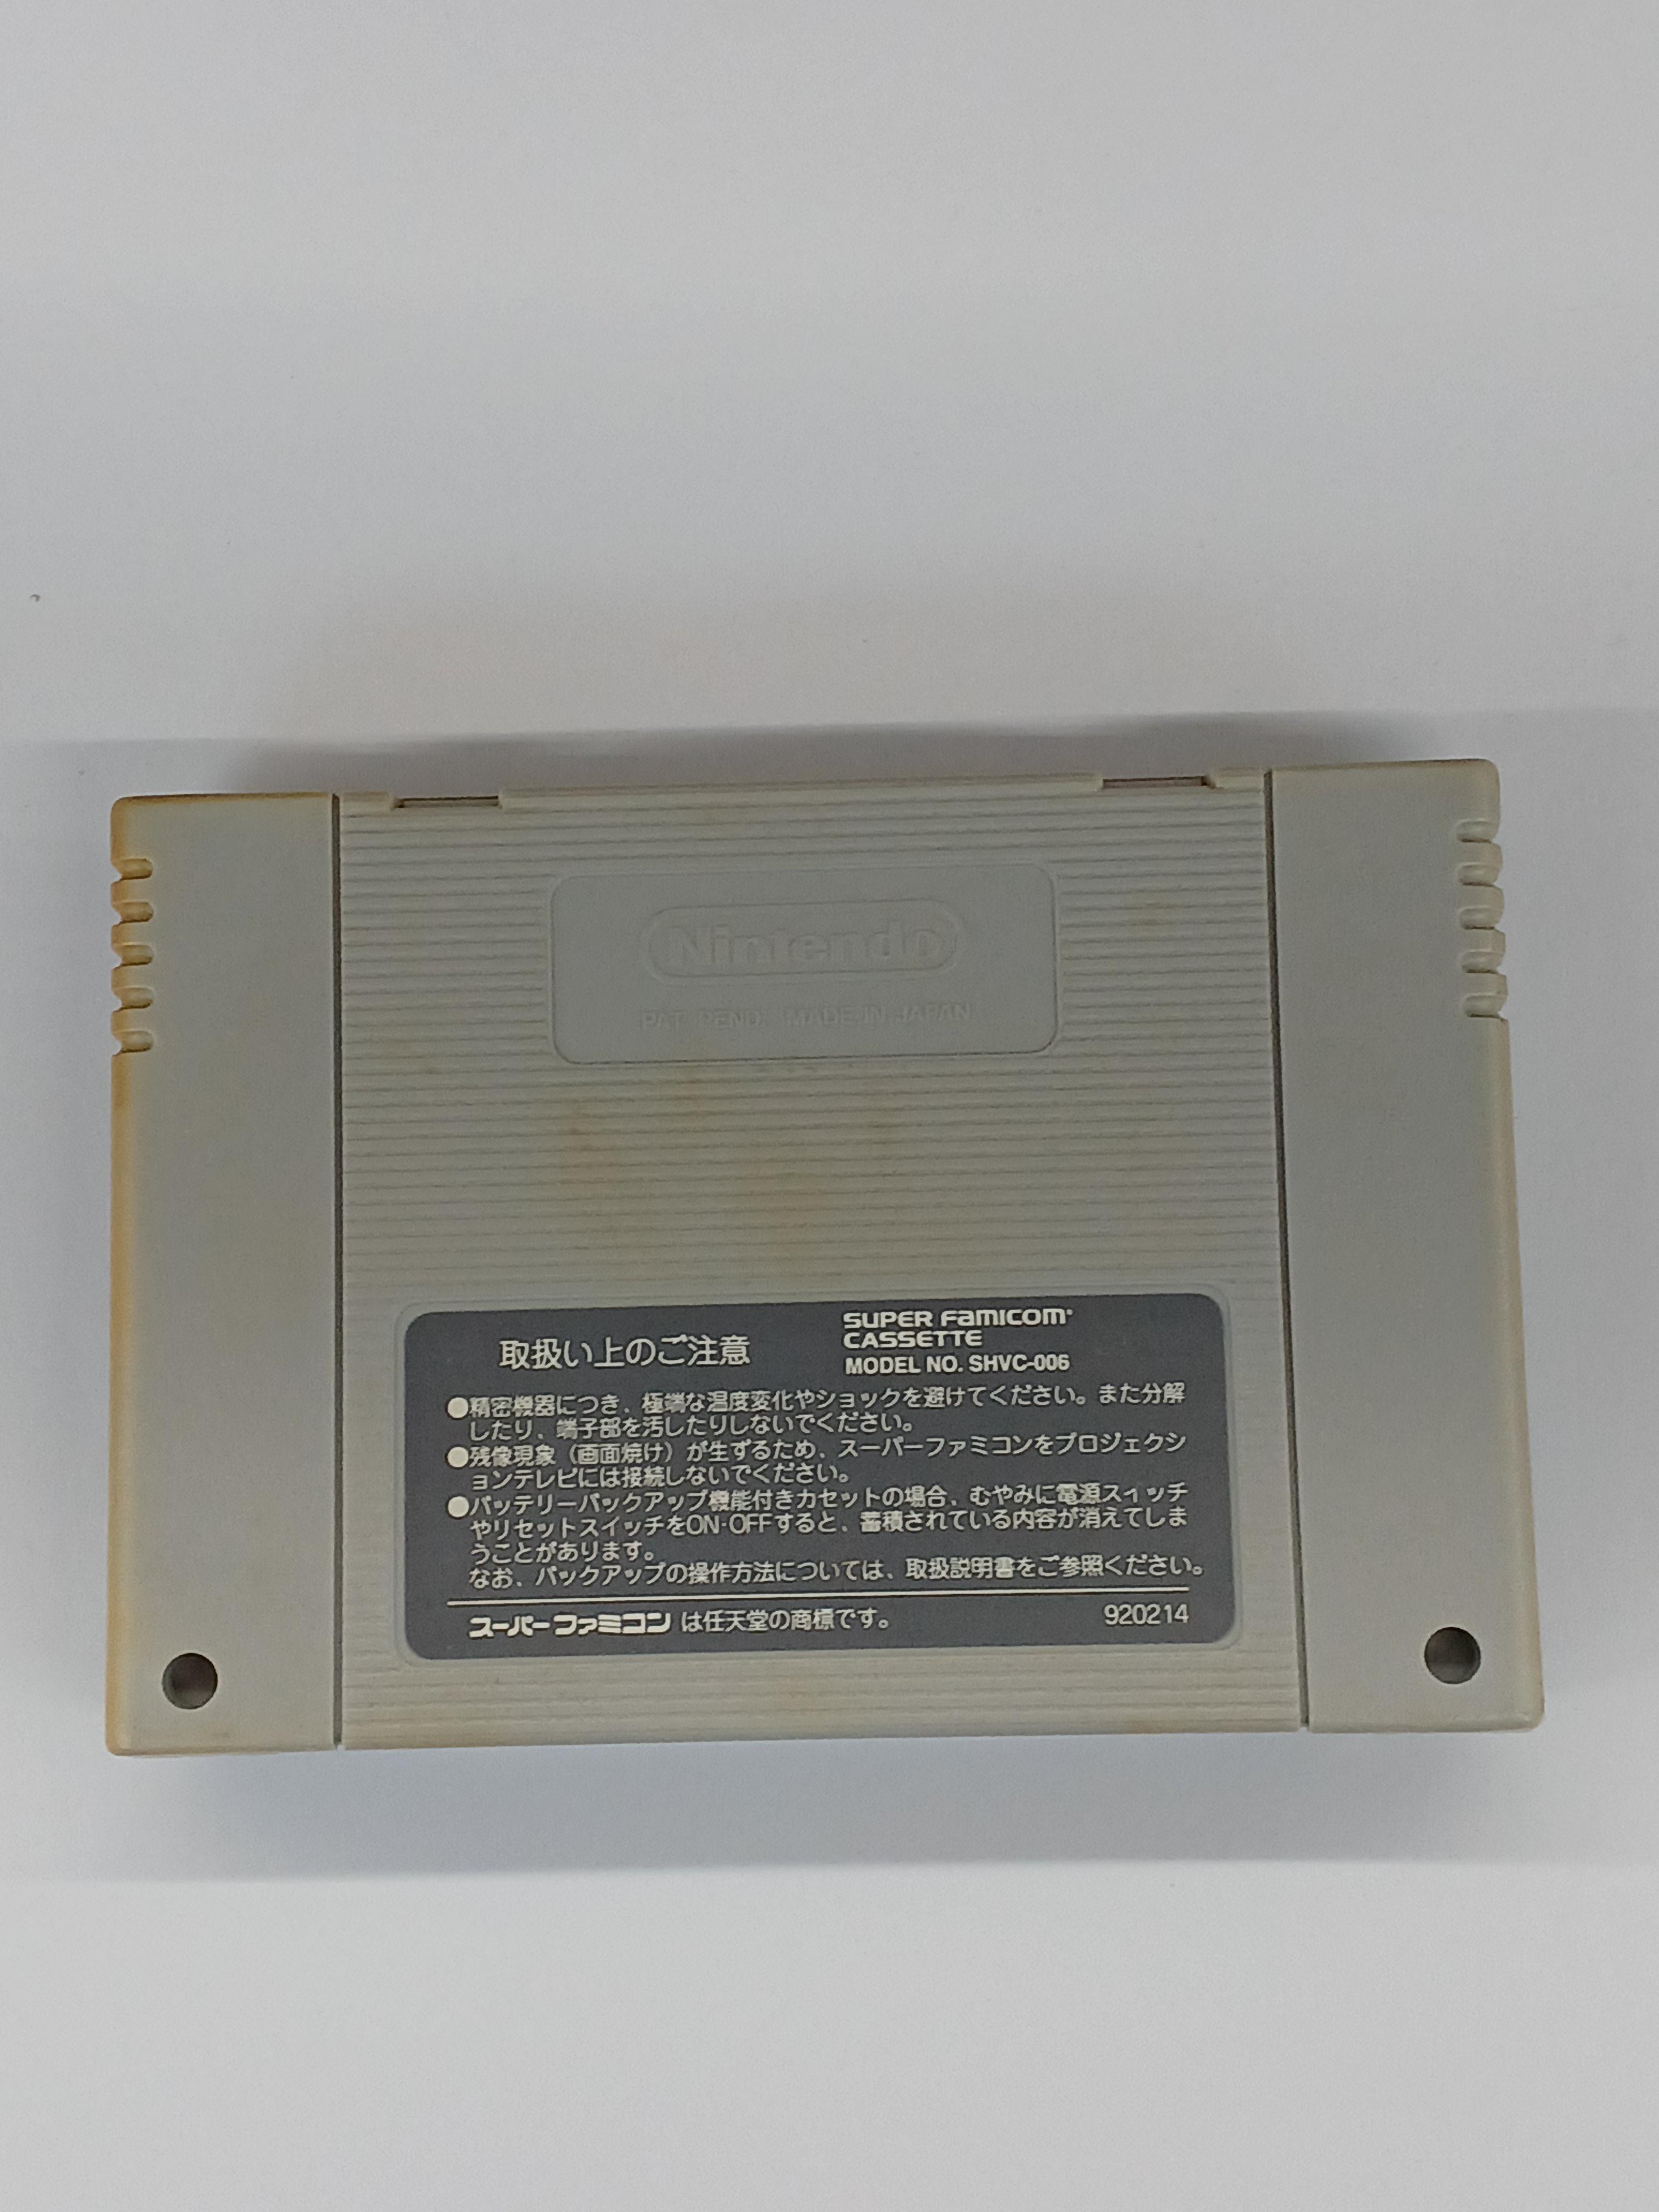 Nintendo
PAT. PEND. MADE IN JAPAN
取扱い上のご注意
SUPER FAMICOM
CASSETTE
MODEL NO. SHVC-006
●精密機器につき、極端な温度変化やショックを避けてください。また分解
したり、端子部を汚したりしないでください。
●残像現象（画面焼け）が生ずるため、スーパーファミコンをプロジェクシ
ョンテレビには接続しないでください。
●バッテリーバックアップ機能付きカセットの場合、むやみに電源スイッチ
やリセットスイッチをON・OFFすると、蓄積されている内容が消えてしま
うことがあります。
なお、バックアップの操作方法については、取扱説明書をご参照ください。
スーパーファミコンは任天堂の商標です。 920214